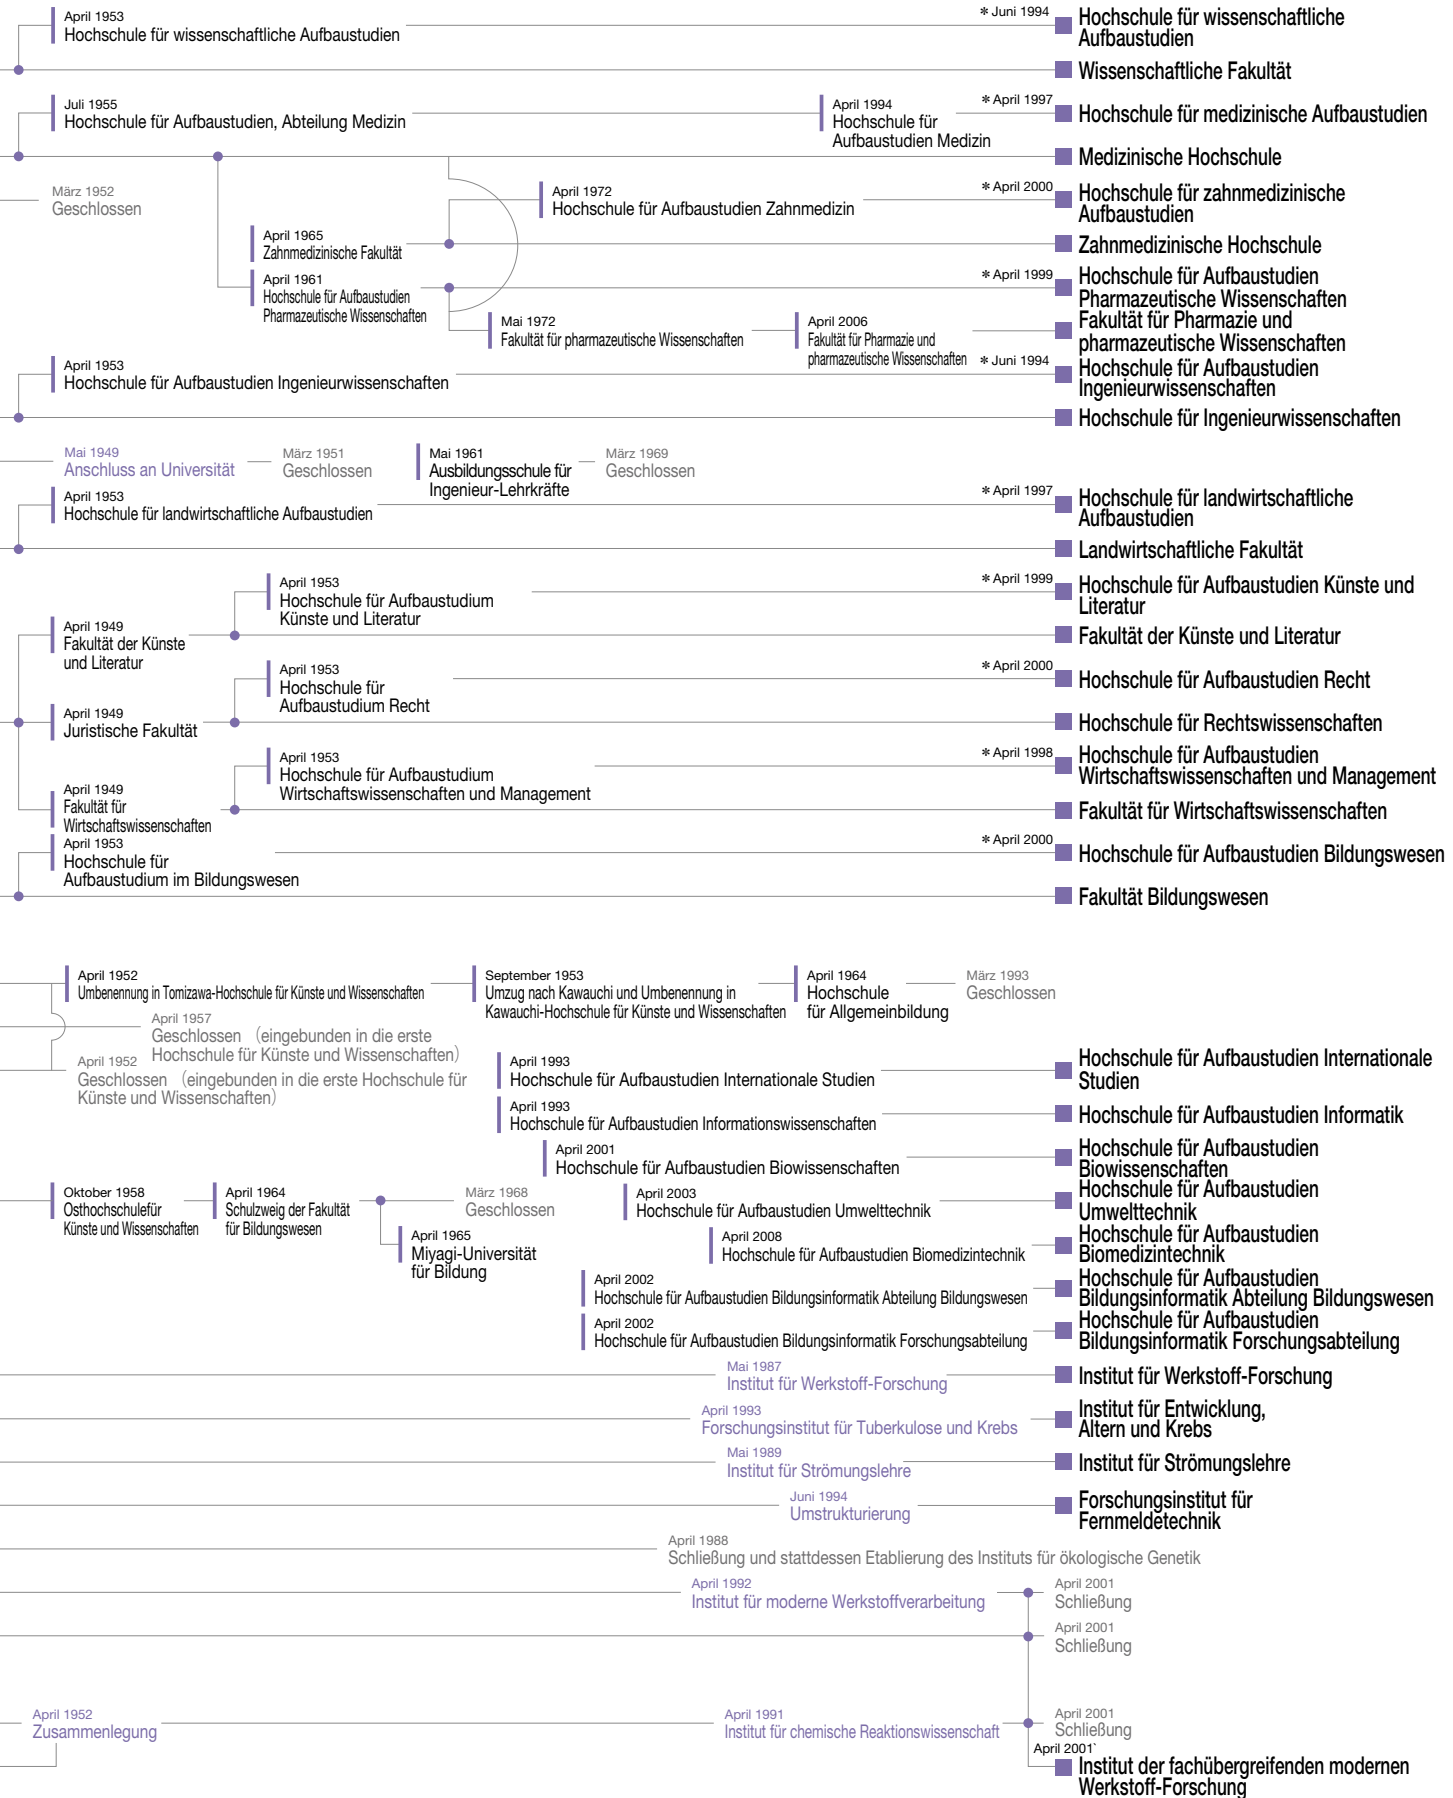 April 1953
Hochschule für wissenschaftliche Aufbaustudien
＊Juni 1994
Hochschule für wissenschaftliche
Aufbaustudien
Wissenschaftliche Fakultät
Juli 1955
Hochschule für Aufbaustudien, Abteilung Medizin
April 1994
Hochschule für
Aufbaustudien Medizin
＊April 1997
Hochschule für medizinische Aufbaustudien
Medizinische Hochschule
März 1952
Geschlossen
April 1972
Hochschule für Aufbaustudien Zahnmedizin
＊April 2000
Hochschule für zahnmedizinische
Aufbaustudien
April 1965
Zahnmedizinische Fakultät
Zahnmedizinische Hochschule
April 1961
Hochschule für Aufbaustudien
Pharmazeutische Wissenschaften
＊April 1999
Hochschule für Aufbaustudien
Pharmazeutische Wissenschaften
Mai 1972
Fakultät für pharmazeutische Wissenschaften
April 2006
Fakultät für Pharmazie und
pharmazeutische Wissenschaften
Fakultät für Pharmazie und
pharmazeutische Wissenschaften
April 1953
Hochschule für Aufbaustudien Ingenieurwissenschaften
＊Juni 1994
Hochschule für Aufbaustudien
Ingenieurwissenschaften
Hochschule für Ingenieurwissenschaften
Mai 1949
Anschluss an Universität
März 1951
Geschlossen
Mai 1961
Ausbildungsschule für
Ingenieur-Lehrkräfte
März 1969
Geschlossen
April 1953
Hochschule für landwirtschaftliche Aufbaustudien
＊April 1997
Hochschule für landwirtschaftliche
Aufbaustudien
Landwirtschaftliche Fakultät
April 1953
Hochschule für Aufbaustudium
Künste und Literatur
＊April 1999
Hochschule für Aufbaustudien Künste und
Literatur
April 1949
Fakultät der Künste
und Literatur
Fakultät der Künste und Literatur
April 1953
Hochschule für
Aufbaustudium Recht
＊April 2000
Hochschule für Aufbaustudien Recht
April 1949
Juristische Fakultät
Hochschule für Rechtswissenschaften
April 1953
Hochschule für Aufbaustudium
Wirtschaftswissenschaften und Management
＊April 1998
Hochschule für Aufbaustudien
Wirtschaftswissenschaften und Management
April 1949
Fakultät für
Wirtschaftswissenschaften
Fakultät für Wirtschaftswissenschaften
April 1953
Hochschule für
Aufbaustudium im Bildungswesen
＊April 2000
Hochschule für Aufbaustudien Bildungswesen
Fakultät Bildungswesen
April 1952
Umbenennung in Tomizawa-Hochschule für Künste und Wissenschaften
September 1953
Umzug nach Kawauchi und Umbenennung in
Kawauchi-Hochschule für Künste und Wissenschaften
April 1964
Hochschule
für Allgemeinbildung
März 1993
Geschlossen
April 1957
Geschlossen （eingebunden in die erste
Hochschule für Künste und Wissenschaften）
April 1952
Geschlossen （eingebunden in die erste Hochschule für
Künste und Wissenschaften）
April 1993
Hochschule für Aufbaustudien Internationale Studien
Hochschule für Aufbaustudien Internationale
Studien
April 1993
Hochschule für Aufbaustudien Informationswissenschaften
Hochschule für Aufbaustudien Informatik
April 2001
Hochschule für Aufbaustudien Biowissenschaften
Hochschule für Aufbaustudien
Biowissenschaften
Oktober 1958
Osthochschulefür
Künste und Wissenschaften
April 1964
Schulzweig der Fakultät
für Bildungswesen
März 1968
Geschlossen
April 2003
Hochschule für Aufbaustudien Umwelttechnik
Hochschule für Aufbaustudien
Umwelttechnik
April 1965
Miyagi-Universität
für Bildung
April 2008
Hochschule für Aufbaustudien Biomedizintechnik
Hochschule für Aufbaustudien
Biomedizintechnik
April 2002
Hochschule für Aufbaustudien Bildungsinformatik Abteilung Bildungswesen
Hochschule für Aufbaustudien
Bildungsinformatik Abteilung Bildungswesen
April 2002
Hochschule für Aufbaustudien Bildungsinformatik Forschungsabteilung
Hochschule für Aufbaustudien
Bildungsinformatik Forschungsabteilung
Mai 1987
Institut für Werkstoff-Forschung
Institut für Werkstoff-Forschung
April 1993
Forschungsinstitut für Tuberkulose und Krebs
Institut für Entwicklung,
Altern und Krebs
Mai 1989
Institut für Strömungslehre
Institut für Strömungslehre
Juni 1994
Umstrukturierung
Forschungsinstitut für
Fernmeldetechnik
April 1988
Schließung und stattdessen Etablierung des Instituts für ökologische Genetik
April 1992
Institut für moderne Werkstoffverarbeitung
April 2001
Schließung
April 2001
Schließung
April 1952
Zusammenlegung
April 1991
Institut für chemische Reaktionswissenschaft
April 2001
Schließung
April 2001`
Institut der fachübergreifenden modernen
Werkstoff-Forschung